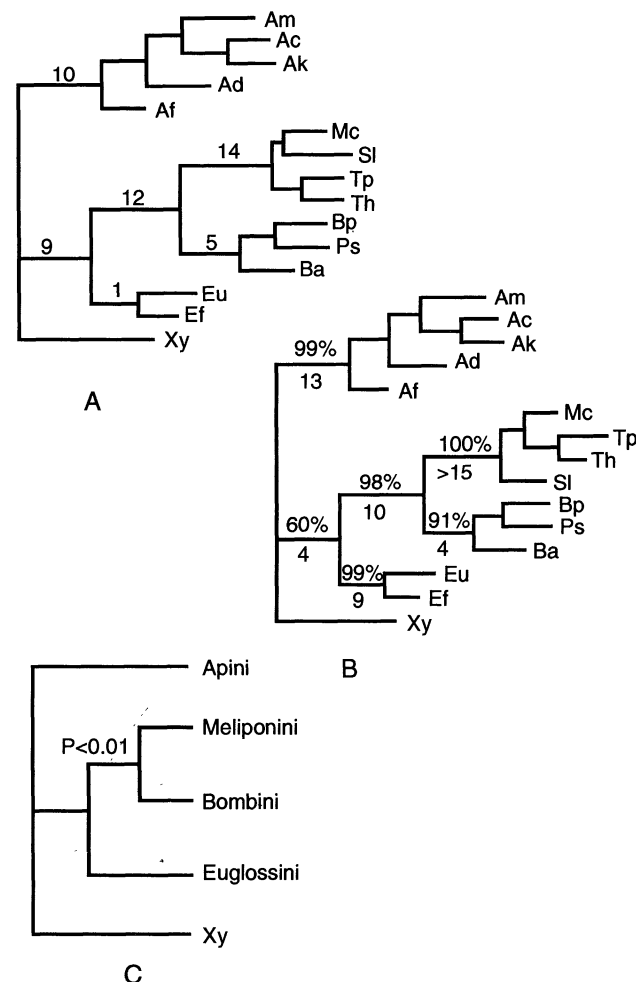 Am
Ac
Ak
10
Ad
Af
Mc
Sl
14
Tp
Th
12
Bp
Ps
5
Ba
9
1
Eu
Ef
Xy
A
Am
Ac
Ak
99%
13
Ad
Af
Mc
Tp
Th
100%
>15
Sl
98%
10
Bp
Ps
91%
4
Ba
60%
4
99%
9
Eu
Ef
Xy
B
Apini
Meliponini
P<0.01
Bombini
Euglossini
Xy
C